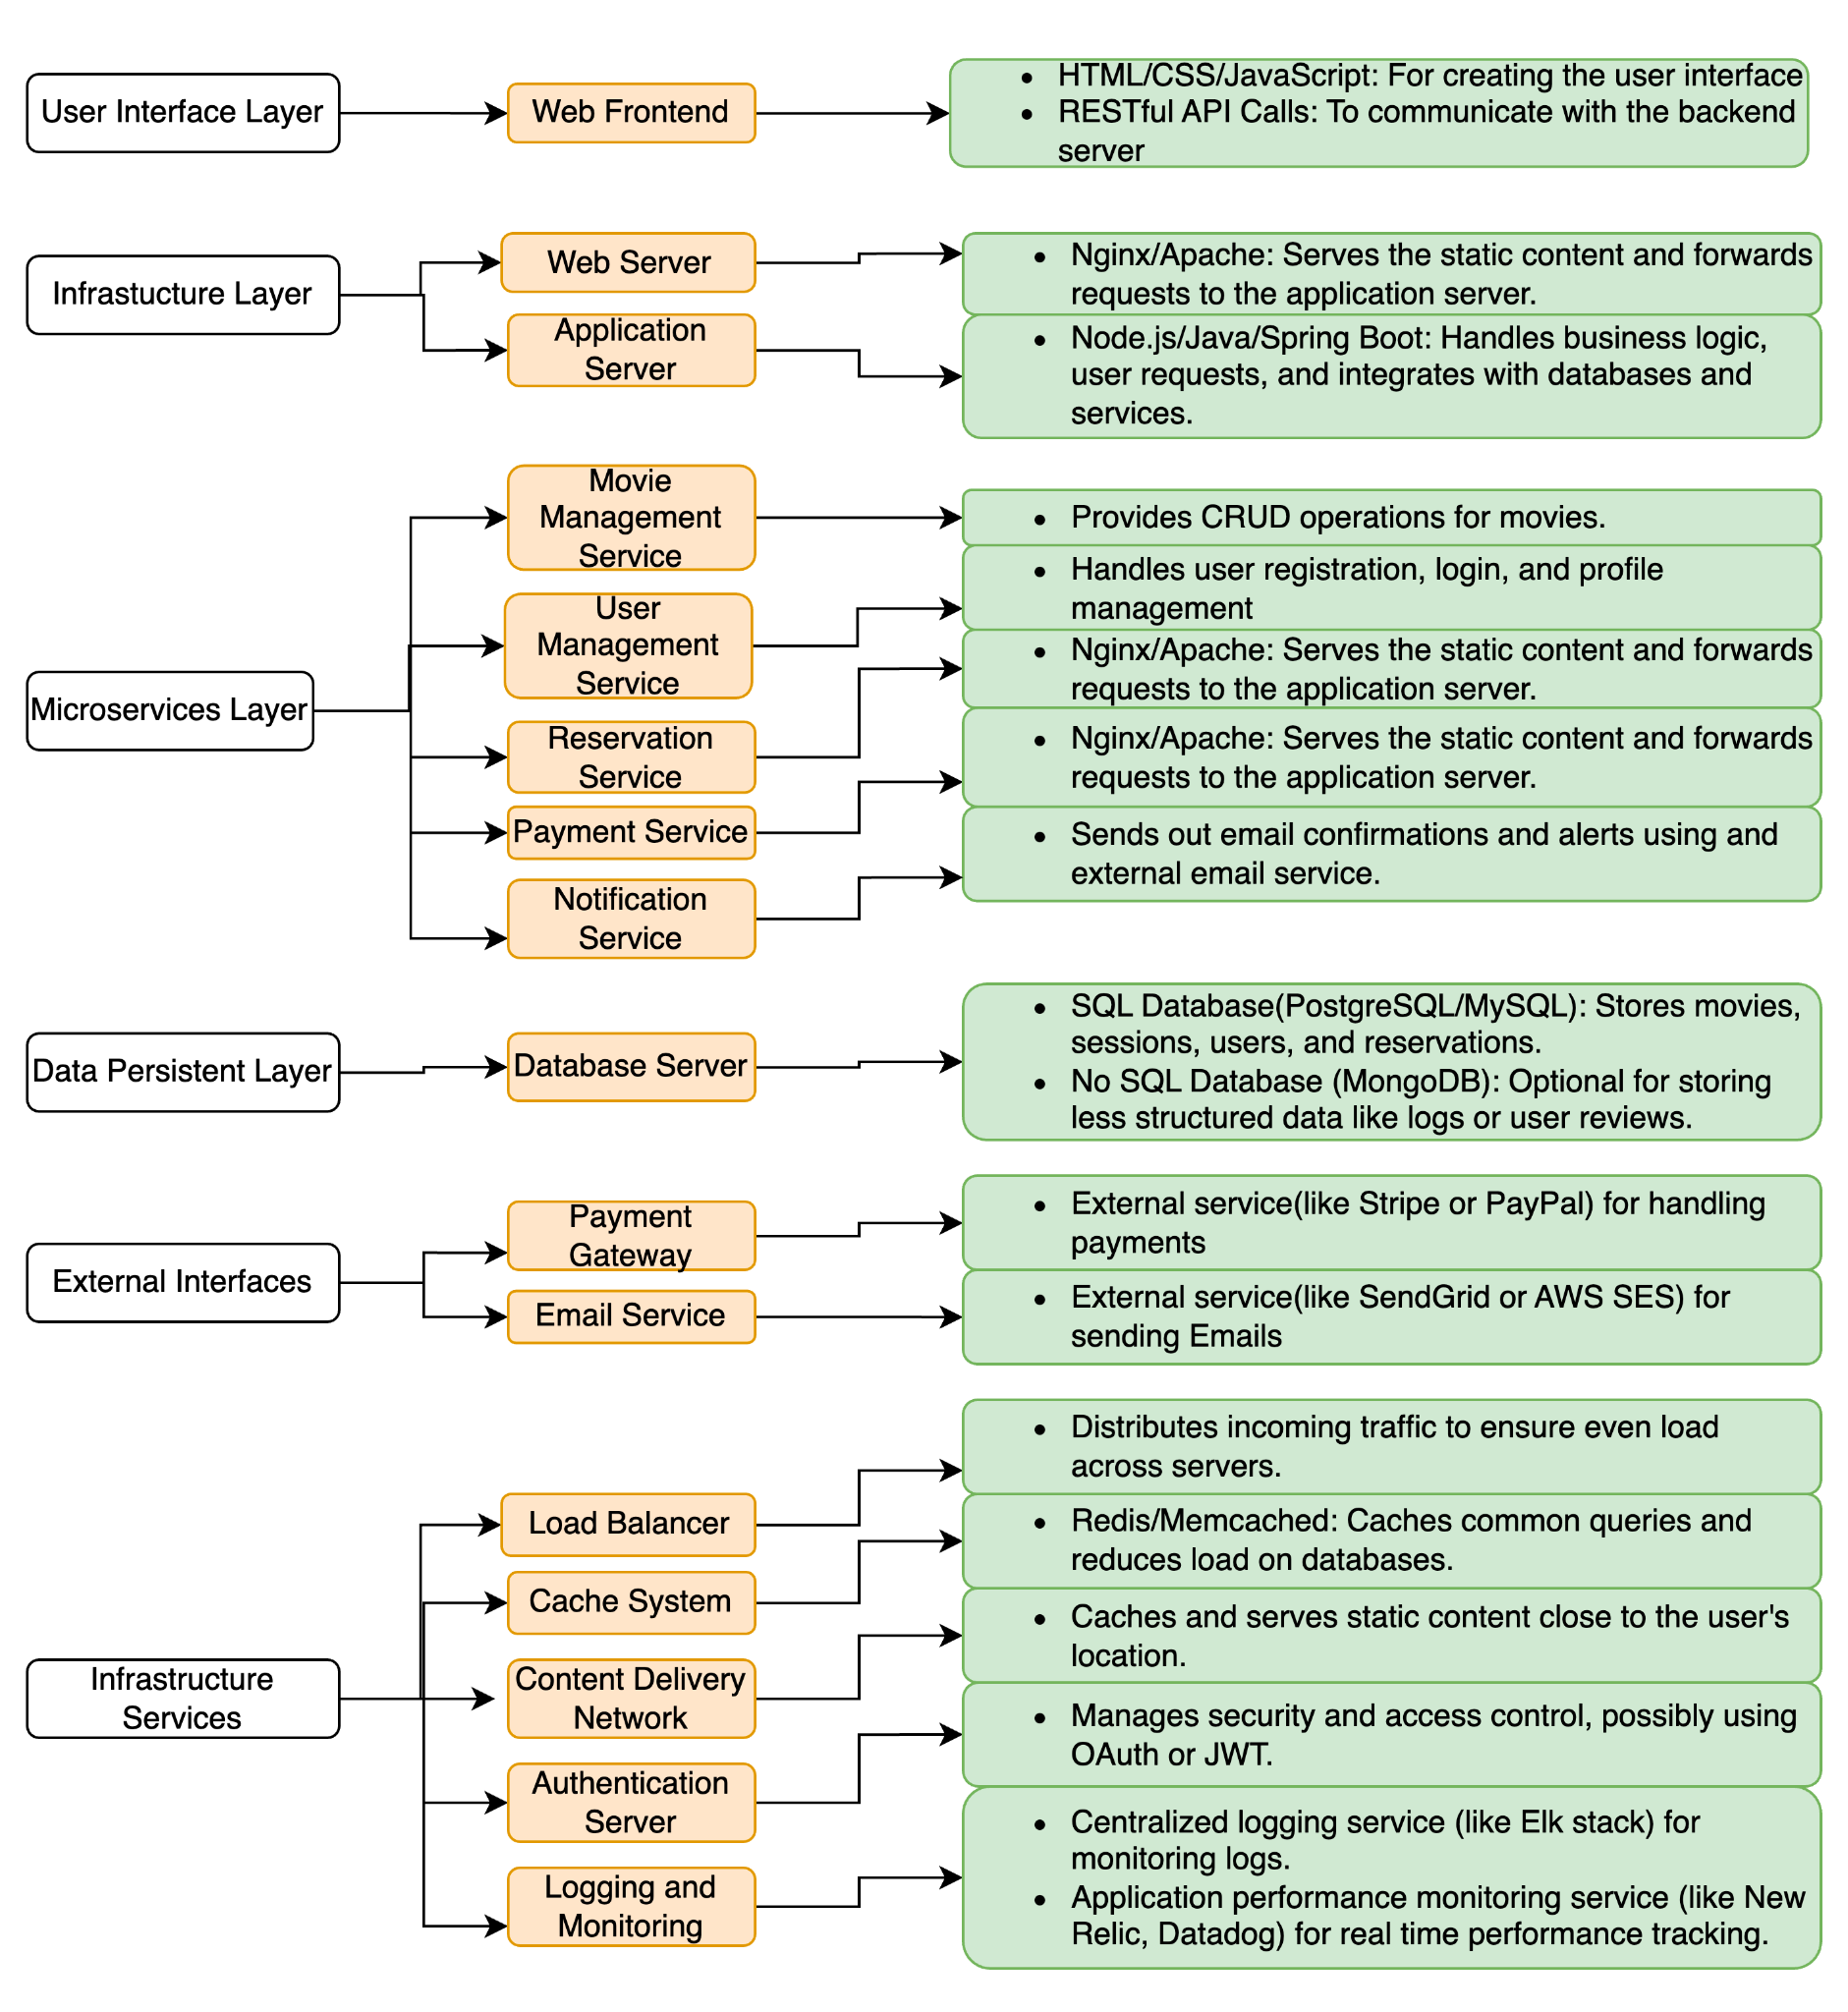 User Interface Layer
Web Frontend
• HTML/CSS/JavaScript: For creating the user interface
• RESTful API Calls: To communicate with the backend
server
Infrastucture Layer
Web Server
• Nginx/Apache: Serves the static content and forwards
requests to the application server.
Application
Server
• Node.js/Java/Spring Boot: Handles business logic,
user requests, and integrates with databases and
services.
Microservices Layer
Movie
Management
Service
• Provides CRUD operations for movies.
User
Management
Service
• Handles user registration, login, and profile
management
Reservation
Service
• Nginx/Apache: Serves the static content and forwards
requests to the application server.
Payment Service
• Nginx/Apache: Serves the static content and forwards
requests to the application server.
Notification
Service
• Sends out email confirmations and alerts using and
external email service.
Data Persistent Layer
Database Server
• SQL Database(PostgreSQL/MySQL): Stores movies,
sessions, users, and reservations.
• No SQL Database (MongoDB): Optional for storing
less structured data like logs or user reviews.
External Interfaces
Payment
Gateway
• External service(like Stripe or PayPal) for handling
payments
Email Service
• External service(like SendGrid or AWS SES) for
sending Emails
Infrastructure
Services
Load Balancer
• Distributes incoming traffic to ensure even load
across servers.
Cache System
• Redis/Memcached: Caches common queries and
reduces load on databases.
Content Delivery
Network
• Caches and serves static content close to the user's
location.
Authentication
Server
• Manages security and access control, possibly using
OAuth or JWT.
Logging and
Monitoring
• Centralized logging service (like Elk stack) for
monitoring logs.
• Application performance monitoring service (like New
Relic, Datadog) for real time performance tracking.